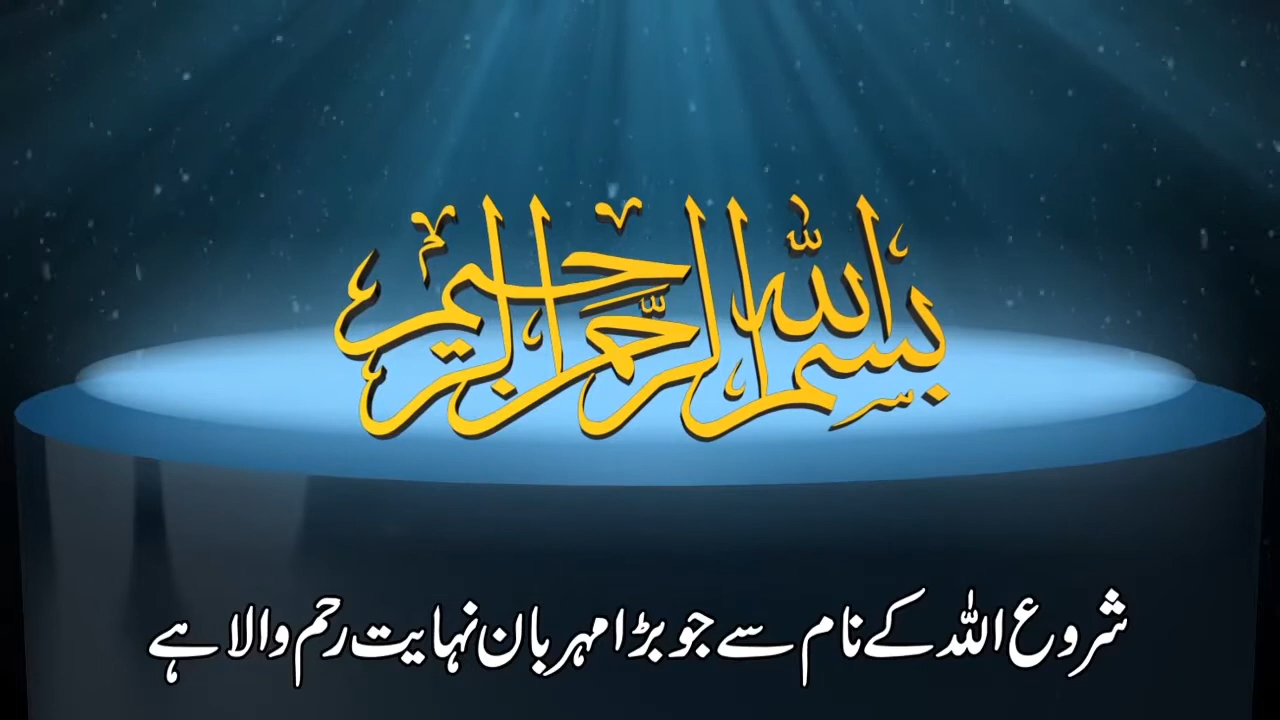 بسم الله الرحمن الرحيم
شروع اللہ کے نام سے جو بڑا مہربان نہایت رحم والا ہے